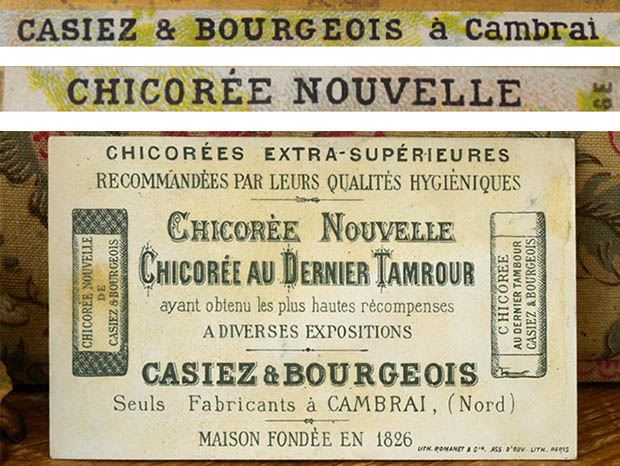 CASIEZ & BOURGEOIS à Cambrai
CHICORÉE NOUVELLE
39
CHICORÉES EXTRA-SUPÉRIEURES
RECOMMANDÉES PAR LEURS QUALITÉS HYGIÉNIQUES
CHICORÉE NOUVELLE
CHICORÉE AU DERNIER TAMROUR
ayant obtenu les plus hautes récompenses
A DIVERSES EXPOSITIONS
CASIEZ & BOURGEOIS
Seuls Fabricants à CAMBRAI, (Nord)
MAISON FONDÉE EN 1826
LITH. ROMANET & Cie. ASS. D'OUV. LITH. PARIS
CHICORÉE NOUVELLE
DE
CASIEZ & BOURGEOIS
CHICORÉE
AU DERNIER TAMBOUR
CASIEZ & BOURGEOIS